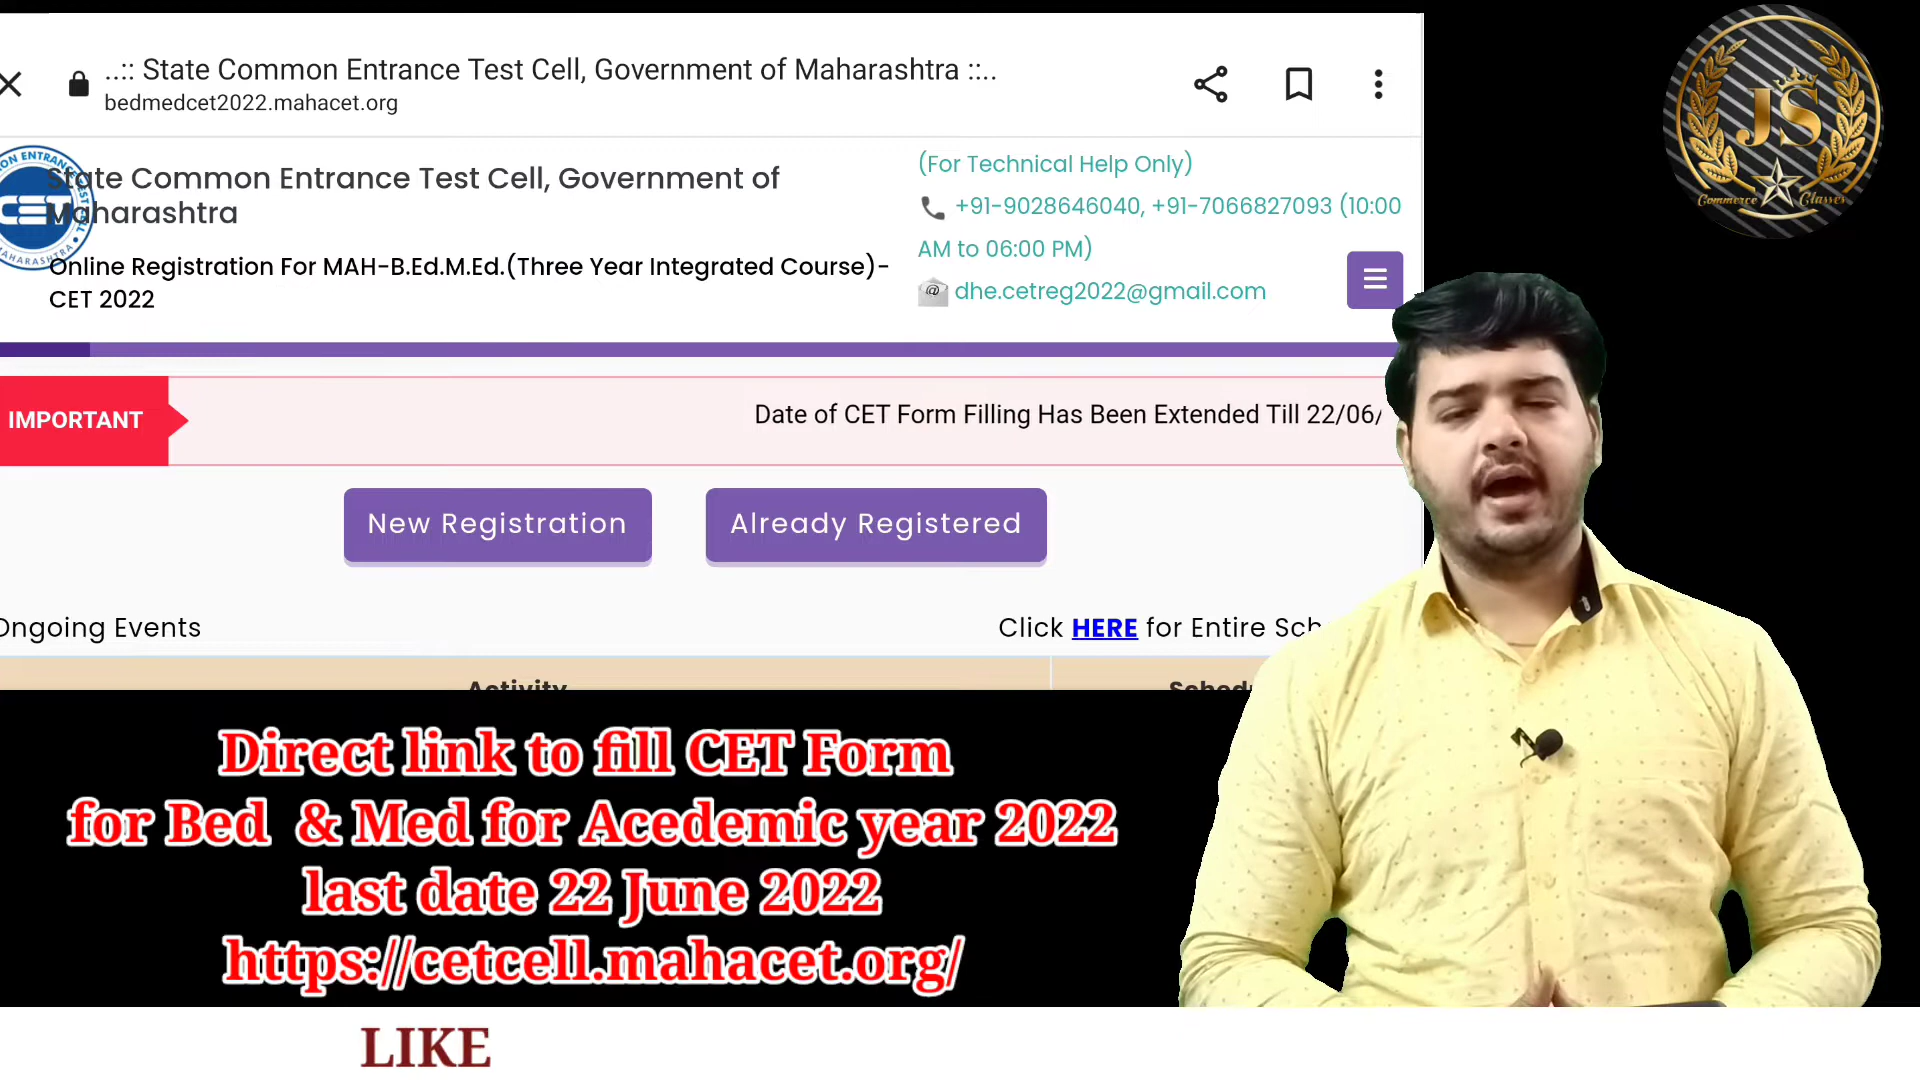 ..:: State Common Entrance Test Cell, Government of Maharashtra ::..
bedmedcet2022.mahacet.org
State Common Entrance Test Cell, Government of
Maharashtra
Online Registration For MAH-B.Ed.M.Ed.(Three Year Integrated Course)-
CET 2022
(For Technical Help Only)
+91-9028646040, +91-7066827093 (10:00
AM to 06:00 PM)
dhe.cetreg2022@gmail.com
IMPORTANT
Date of CET Form Filling Has Been Extended Till 22/06/
New Registration
Already Registered
Ongoing Events
Click HERE for Entire Sch
Activity
Schedu
JS
Commerce Classes
Direct link to fill CET Form
for Bed & Med for Acedemic year 2022
last date 22 June 2022
https://cetcell.mahacet.org/
LIKE